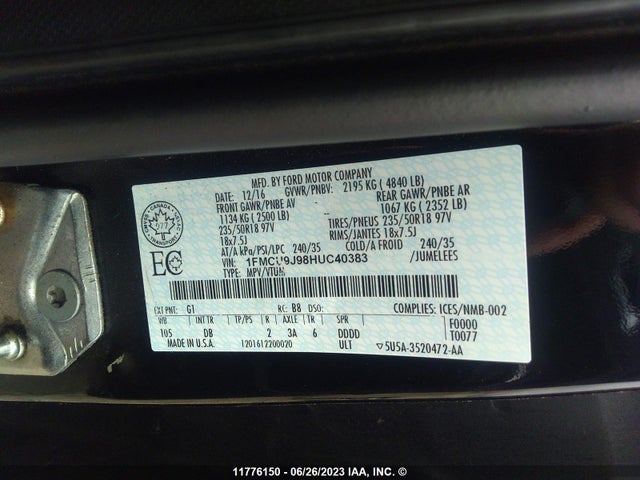 MFD. BY FORD MOTOR COMPANY
12/16 GVWR/PNBV: 2195 KG ( 4840 LB)
FRONT GAWR/PNBE AV REAR GAWR/PNBE AR
1134 KG ( 2500 LB) 1067 KG ( 2352 LB)
235/50R18 97V TIRES/PNEUS 235/50R18 97V
18x7.5J RIMS/JANTES 18x7.5J
AT/A kPa/PSI/LPC 240/35 COLD/A FROID 240/35
VIN: 1FMCU9J98HUC40383 /JUMELEES
TYPE: MPV/VTUM
CANADA
077
EC
EXT PNT: G1 RC: B8 DSO: COMPLIES: ICES/NMB-002
WB INT TR TP/PS R AXLE TR SPR F0000
105 DB 2 3A 6 DDDD T0077
MADE IN U.S.A. 1201612200020 ULT 5U5A-3520472-AA
11776150 - 06/26/2023 IAA, INC. ©